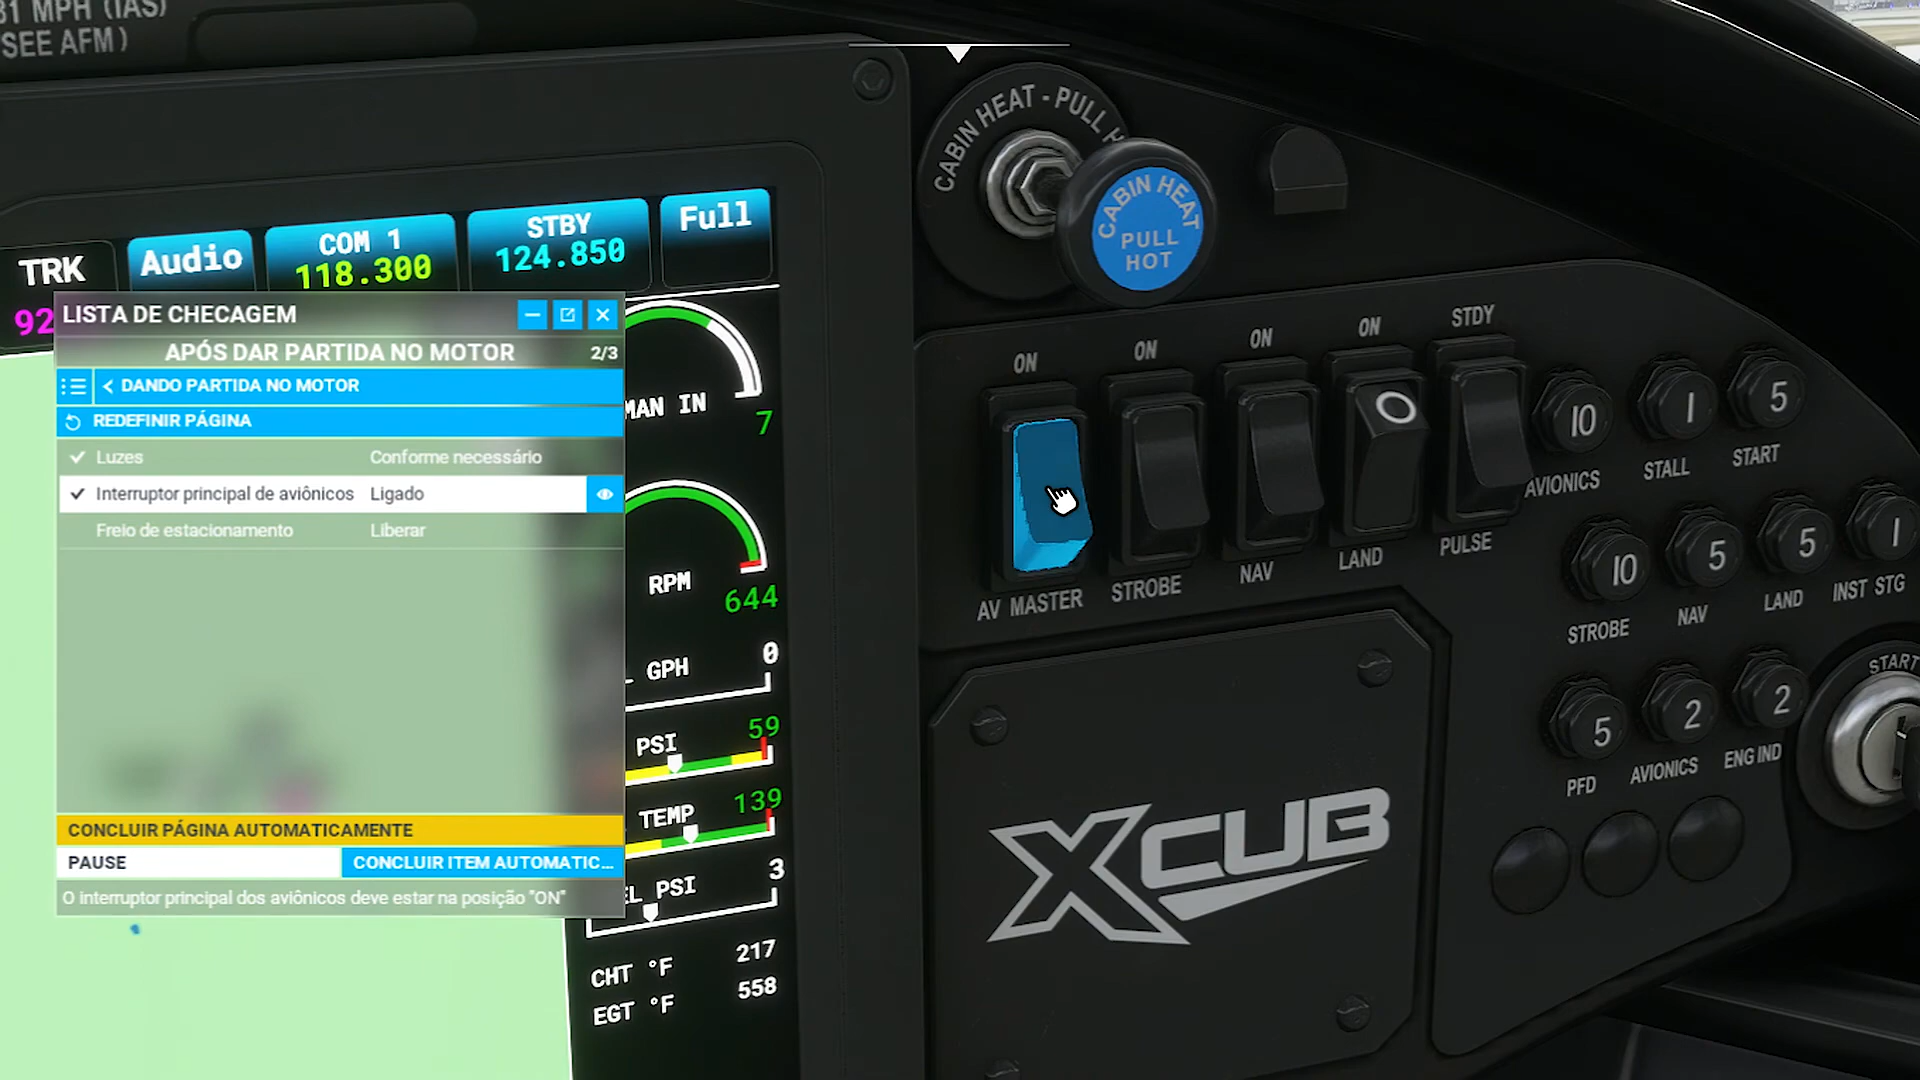 31 MPH (IAS)
SEE AFM)
CABIN HEAT - PULL H
CABIN HEAT
PULL
HOT
TRK
Audio
COM 1
118.300
STBY
124.850
Full
92
LISTA DE CHECAGEM
APÓS DAR PARTIDA NO MOTOR 2/3
< DANDO PARTIDA NO MOTOR
REDEFINIR PÁGINA
Luzes Conforme necessário
Interruptor principal de aviônicos Ligado
Freio de estacionamento Liberar
CONCLUIR PÁGINA AUTOMATICAMENTE
PAUSE CONCLUIR ITEM AUTOMATIC...
O interruptor principal dos aviônicos deve estar na posição "ON"
MAN IN
7
RPM
644
GPH 0
PSI 59
TEMP 139
EL PSI 3
CHT °F 217
EGT °F 558
ON ON ON ON STDY
AV MASTER STROBE NAV LAND PULSE
10 1 5
AVIONICS STALL START
10 5 5 1
STROBE NAV LAND INST STG
5 2 2
PFD AVIONICS ENG IND
START
XCUB